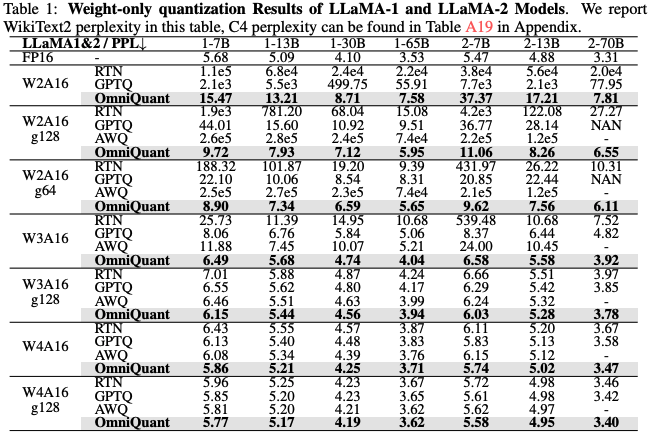 Table 1: Weight-only quantization Results of LLaMA-1 and LLaMA-2 Models. We report
WikiText2 perplexity in this table, C4 perplexity can be found in Table A19 in Appendix.
LLaMA1&2 / PPL↓ 1-7B 1-13B 1-30B 1-65B 2-7B 2-13B 2-70B
FP16 - 5.68 5.09 4.10 3.53 5.47 4.88 3.31
W2A16
RTN 1.1e5 6.8e4 2.4e4 2.2e4 3.8e4 5.6e4 2.0e4
GPTQ 2.1e3 5.5e3 499.75 55.91 7.7e3 2.1e3 77.95
OmniQuant 15.47 13.21 8.71 7.58 37.37 17.21 7.81
W2A16 g128
RTN 1.9e3 781.20 68.04 15.08 4.2e3 122.08 27.27
GPTQ 44.01 15.60 10.92 9.51 36.77 28.14 NAN
AWQ 2.6e5 2.8e5 2.4e5 7.4e4 2.2e5 1.2e5 -
OmniQuant 9.72 7.93 7.12 5.95 11.06 8.26 6.55
W2A16 g64
RTN 188.32 101.87 19.20 9.39 431.97 26.22 10.31
GPTQ 22.10 10.06 8.54 8.31 20.85 22.44 NAN
AWQ 2.5e5 2.7e5 2.3e5 7.4e4 2.1e5 1.2e5 -
OmniQuant 8.90 7.34 6.59 5.65 9.62 7.56 6.11
W3A16
RTN 25.73 11.39 14.95 10.68 539.48 10.68 7.52
GPTQ 8.06 6.76 5.84 5.06 8.37 6.44 4.82
AWQ 11.88 7.45 10.07 5.21 24.00 10.45 -
OmniQuant 6.49 5.68 4.74 4.04 6.58 5.58 3.92
W3A16 g128
RTN 7.01 5.88 4.87 4.24 6.66 5.51 3.97
GPTQ 6.55 5.62 4.80 4.17 6.29 5.42 3.85
AWQ 6.46 5.51 4.63 3.99 6.24 5.32 -
OmniQuant 6.15 5.44 4.56 3.94 6.03 5.28 3.78
W4A16
RTN 6.43 5.55 4.57 3.87 6.11 5.20 3.67
GPTQ 6.13 5.40 4.48 3.83 5.83 5.13 3.58
AWQ 6.08 5.34 4.39 3.76 6.15 5.12 -
OmniQuant 5.86 5.21 4.25 3.71 5.74 5.02 3.47
W4A16 g128
RTN 5.96 5.25 4.23 3.67 5.72 4.98 3.46
GPTQ 5.85 5.20 4.23 3.65 5.61 4.98 3.42
AWQ 5.81 5.20 4.21 3.62 5.62 4.97 -
OmniQuant 5.77 5.17 4.19 3.62 5.58 4.95 3.40